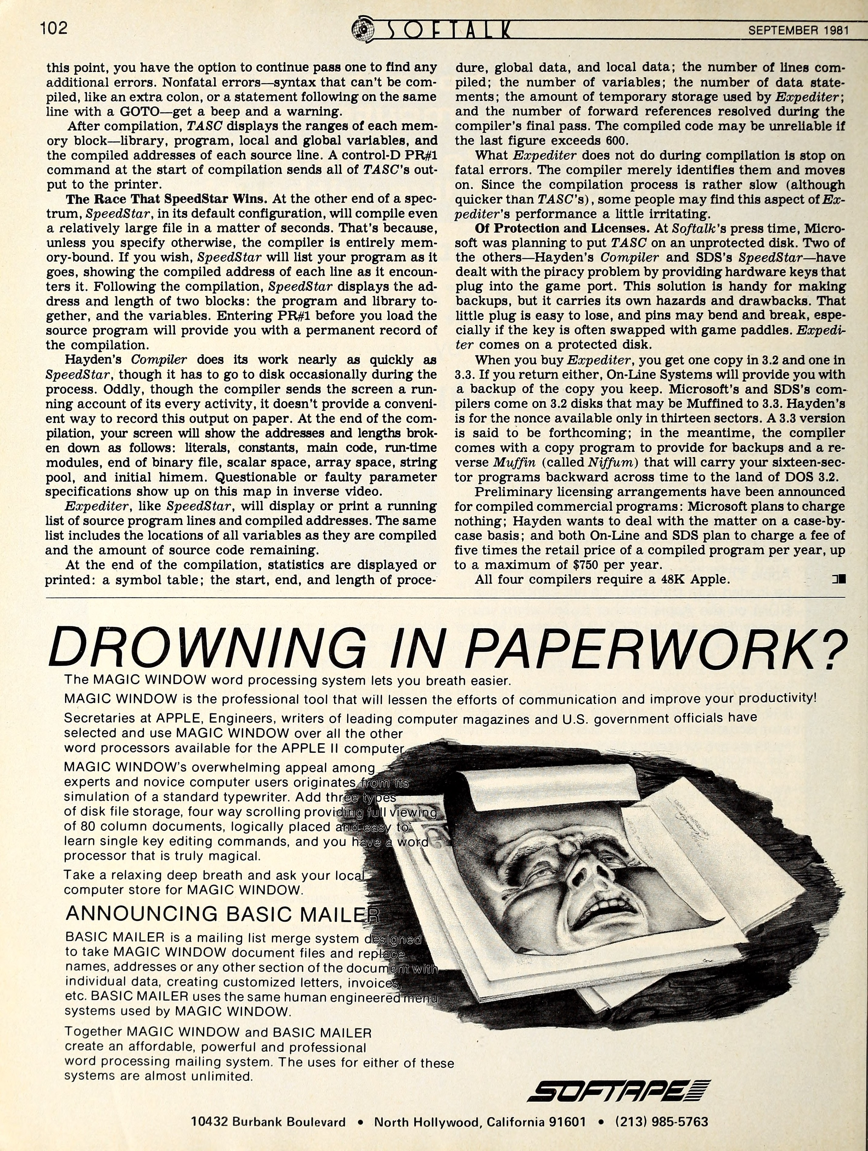 102
SOFTALK
SEPTEMBER 1981
this point, you have the option to continue pass one to find any
additional errors. Nonfatal errors—syntax that can't be com-
piled, like an extra colon, or a statement following on the same
line with a GOTO—get a beep and a warning.
After compilation, TASC displays the ranges of each mem-
ory block—library, program, local and global variables, and
the compiled addresses of each source line. A control-D PR#1
command at the start of compilation sends all of TASC's out-
put to the printer.
The Race That SpeedStar Wins. At the other end of a spec-
trum, SpeedStar, in its default configuration, will compile even
a relatively large file in a matter of seconds. That's because,
unless you specify otherwise, the compiler is entirely mem-
ory-bound. If you wish, SpeedStar will list your program as it
goes, showing the compiled address of each line as it encoun-
ters it. Following the compilation, SpeedStar displays the ad-
dress and length of two blocks: the program and library to-
gether, and the variables. Entering PR#1 before you load the
source program will provide you with a permanent record of
the compilation.
Hayden's Compiler does its work nearly as quickly as
SpeedStar, though it has to go to disk occasionally during the
process. Oddly, though the compiler sends the screen a run-
ning account of its every activity, it doesn't provide a conveni-
ent way to record this output on paper. At the end of the com-
pilation, your screen will show the addresses and lengths brok-
en down as follows: literals, constants, main code, run-time
modules, end of binary file, scalar space, array space, string
pool, and initial himem. Questionable or faulty parameter
specifications show up on this map in inverse video.
Expediter, like SpeedStar, will display or print a running
list of source program lines and compiled addresses. The same
list includes the locations of all variables as they are compiled
and the amount of source code remaining.
At the end of the compilation, statistics are displayed or
printed: a symbol table; the start, end, and length of proce-
dure, global data, and local data; the number of lines com-
piled; the number of variables; the number of data state-
ments; the amount of temporary storage used by Expediter;
and the number of forward references resolved during the
compiler's final pass. The compiled code may be unreliable if
the last figure exceeds 600.
What Expediter does not do during compilation is stop on
fatal errors. The compiler merely identifies them and moves
on. Since the compilation process is rather slow (although
quicker than TASC's), some people may find this aspect of Ex-
pediter's performance a little irritating.
Of Protection and Licenses. At Softalk's press time, Micro-
soft was planning to put TASC on an unprotected disk. Two of
the others—Hayden's Compiler and SDS's SpeedStar—have
dealt with the piracy problem by providing hardware keys that
plug into the game port. This solution is handy for making
backups, but it carries its own hazards and drawbacks. That
little plug is easy to lose, and pins may bend and break, espe-
cially if the key is often swapped with game paddles. Expedi-
ter comes on a protected disk.
When you buy Expediter, you get one copy in 3.2 and one in
3.3. If you return either, On-Line Systems will provide you with
a backup of the copy you keep. Microsoft's and SDS's com-
pilers come on 3.2 disks that may be Muffined to 3.3. Hayden's
is for the nonce available only in thirteen sectors. A 3.3 version
is said to be forthcoming; in the meantime, the compiler
comes with a copy program to provide for backups and a re-
verse Muffin (called Niffum) that will carry your sixteen-sec-
tor programs backward across time to the land of DOS 3.2.
Preliminary licensing arrangements have been announced
for compiled commercial programs: Microsoft plans to charge
nothing; Hayden wants to deal with the matter on a case-by-
case basis; and both On-Line and SDS plan to charge a fee of
five times the retail price of a compiled program per year, up
to a maximum of $750 per year.
All four compilers require a 48K Apple.
DROWNING IN PAPERWORK?
The MAGIC WINDOW word processing system lets you breath easier.
MAGIC WINDOW is the professional tool that will lessen the efforts of communication and improve your productivity!
Secretaries at APPLE, Engineers, writers of leading computer magazines and U.S. government officials have
selected and use MAGIC WINDOW over all the other
word processors available for the APPLE II computer.
MAGIC WINDOW's overwhelming appeal among
experts and novice computer users originates from its
simulation of a standard typewriter. Add three types
of disk file storage, four way scrolling providing full viewing
of 80 column documents, logically placed and easy to
learn single key editing commands, and you have a word
processor that is truly magical.
Take a relaxing deep breath and ask your local
computer store for MAGIC WINDOW.
ANNOUNCING BASIC MAILER
BASIC MAILER is a mailing list merge system designed
to take MAGIC WINDOW document files and replace
names, addresses or any other section of the document with
individual data, creating customized letters, invoices,
etc. BASIC MAILER uses the same human engineered menu
systems used by MAGIC WINDOW.
Together MAGIC WINDOW and BASIC MAILER
create an affordable, powerful and professional
word processing mailing system. The uses for either of these
systems are almost unlimited.
SOFTAPE
10432 Burbank Boulevard • North Hollywood, California 91601 • (213) 985-5763